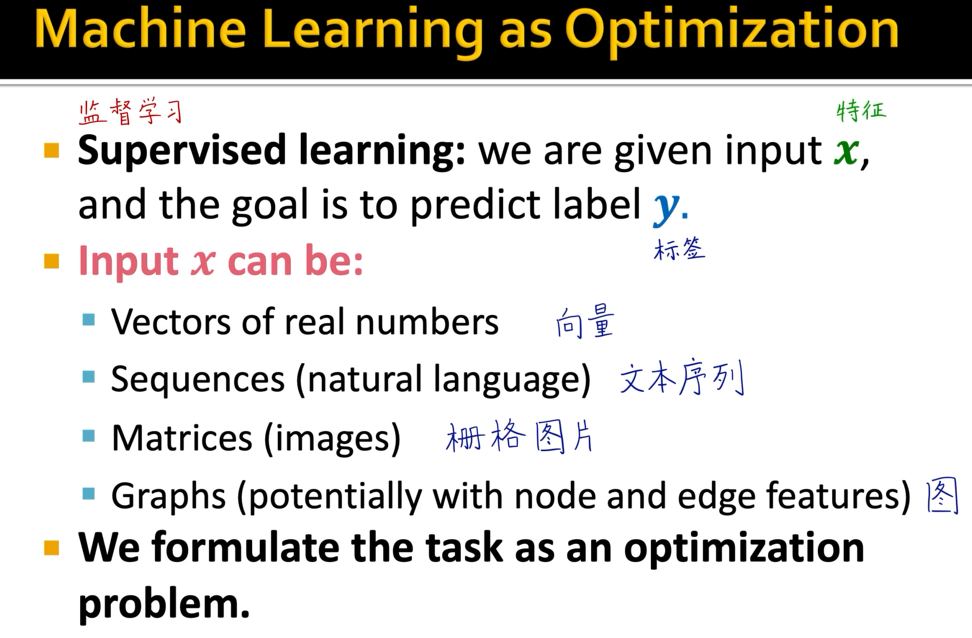 Machine Learning as Optimization
监督学习 特征
▪ Supervised learning: we are given input x,
and the goal is to predict label y.
标签
▪ Input x can be:
▪ Vectors of real numbers 向量
▪ Sequences (natural language) 文本序列
▪ Matrices (images) 栅格图片
▪ Graphs (potentially with node and edge features) 图
▪ We formulate the task as an optimization
problem.